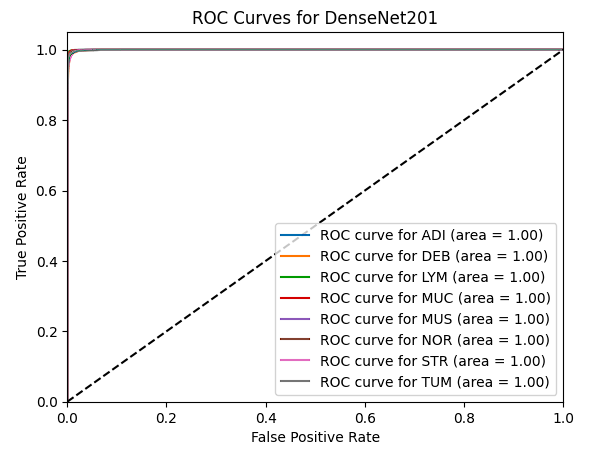 ROC Curves for DenseNet201
True Positive Rate
1.0
0.8
0.6
0.4
0.2
0.0
ROC curve for ADI (area = 1.00)
ROC curve for DEB (area = 1.00)
ROC curve for LYM (area = 1.00)
ROC curve for MUC (area = 1.00)
ROC curve for MUS (area = 1.00)
ROC curve for NOR (area = 1.00)
ROC curve for STR (area = 1.00)
ROC curve for TUM (area = 1.00)
0.0 0.2 0.4 0.6 0.8 1.0
False Positive Rate